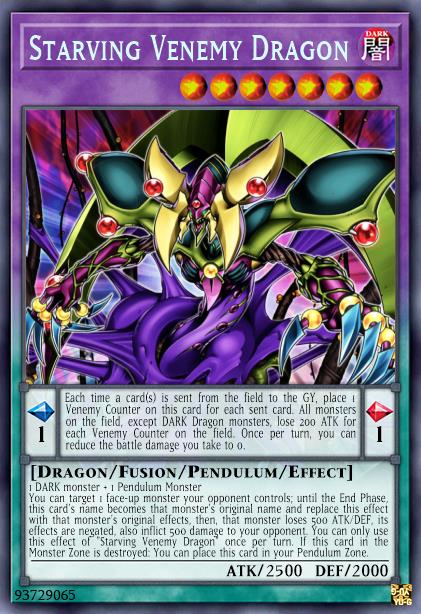 STARVING VENEMY DRAGON
DARK
闇
Each time a card(s) is sent from the field to the GY, place 1
Venemy Counter on this card for each sent card. All monsters
on the field, except DARK Dragon monsters, lose 200 ATK for
each Venemy Counter on the field. Once per turn, you can
reduce the battle damage you take to 0.
1
1
[DRAGON/FUSION/PENDULUM/EFFECT]
1 DARK monster + 1 Pendulum Monster
You can target 1 face-up monster your opponent controls; until the End Phase,
this card's name becomes that monster's original name and replace this effect
with that monster's original effects, then, that monster loses 500 ATK/DEF, its
effects are negated, also inflict 500 damage to your opponent. You can only use
this effect of "Starving Venemy Dragon" once per turn. If this card in the
Monster Zone is destroyed: You can place this card in your Pendulum Zone.
ATK/2500 DEF/2000
93729065